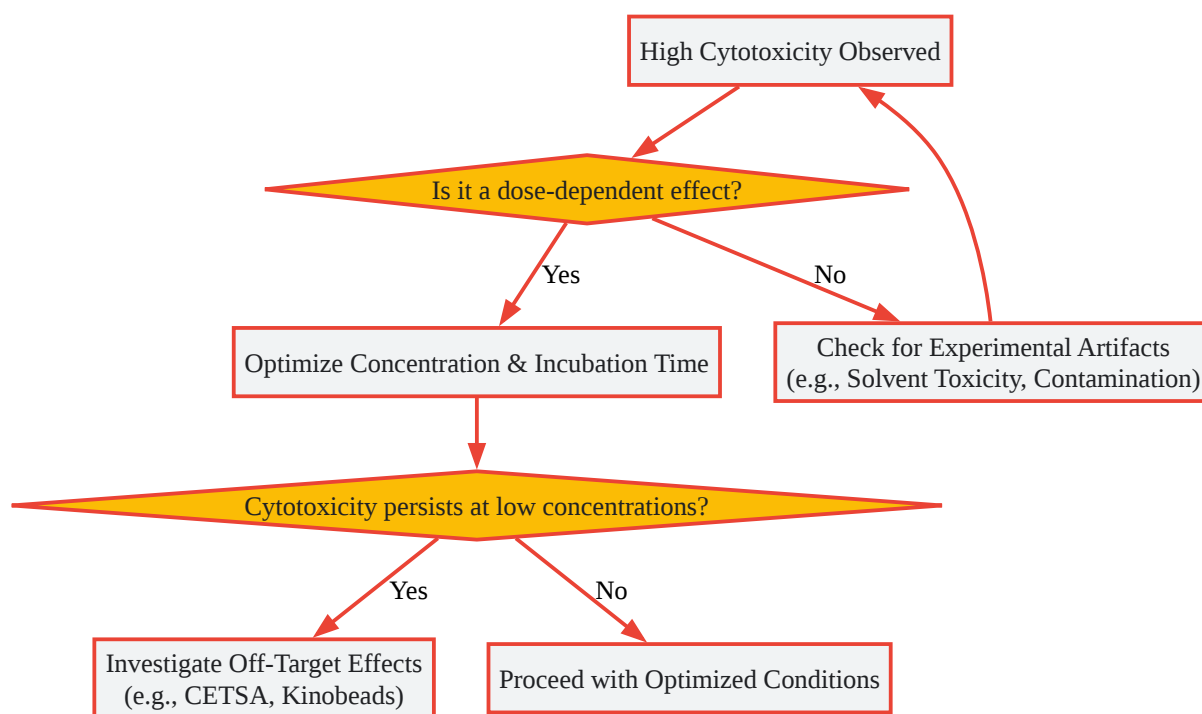 High Cytotoxicity Observed
Is it a dose-dependent effect?
Yes
No
Optimize Concentration & Incubation Time
Check for Experimental Artifacts
(e.g., Solvent Toxicity, Contamination)
Cytotoxicity persists at low concentrations?
Yes
No
Investigate Off-Target Effects
(e.g., CETSA, Kinobeads)
Proceed with Optimized Conditions